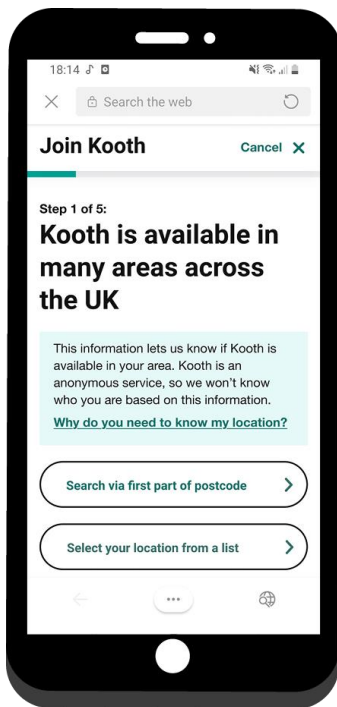 18:14
Search the web
Join Kooth
Cancel X
Step 1 of 5:
Kooth is available in
many areas across
the UK
This information lets us know if Kooth is
available in your area. Kooth is an
anonymous service, so we won't know
who you are based on this information.
Why do you need to know my location?
Search via first part of postcode
Select your location from a list